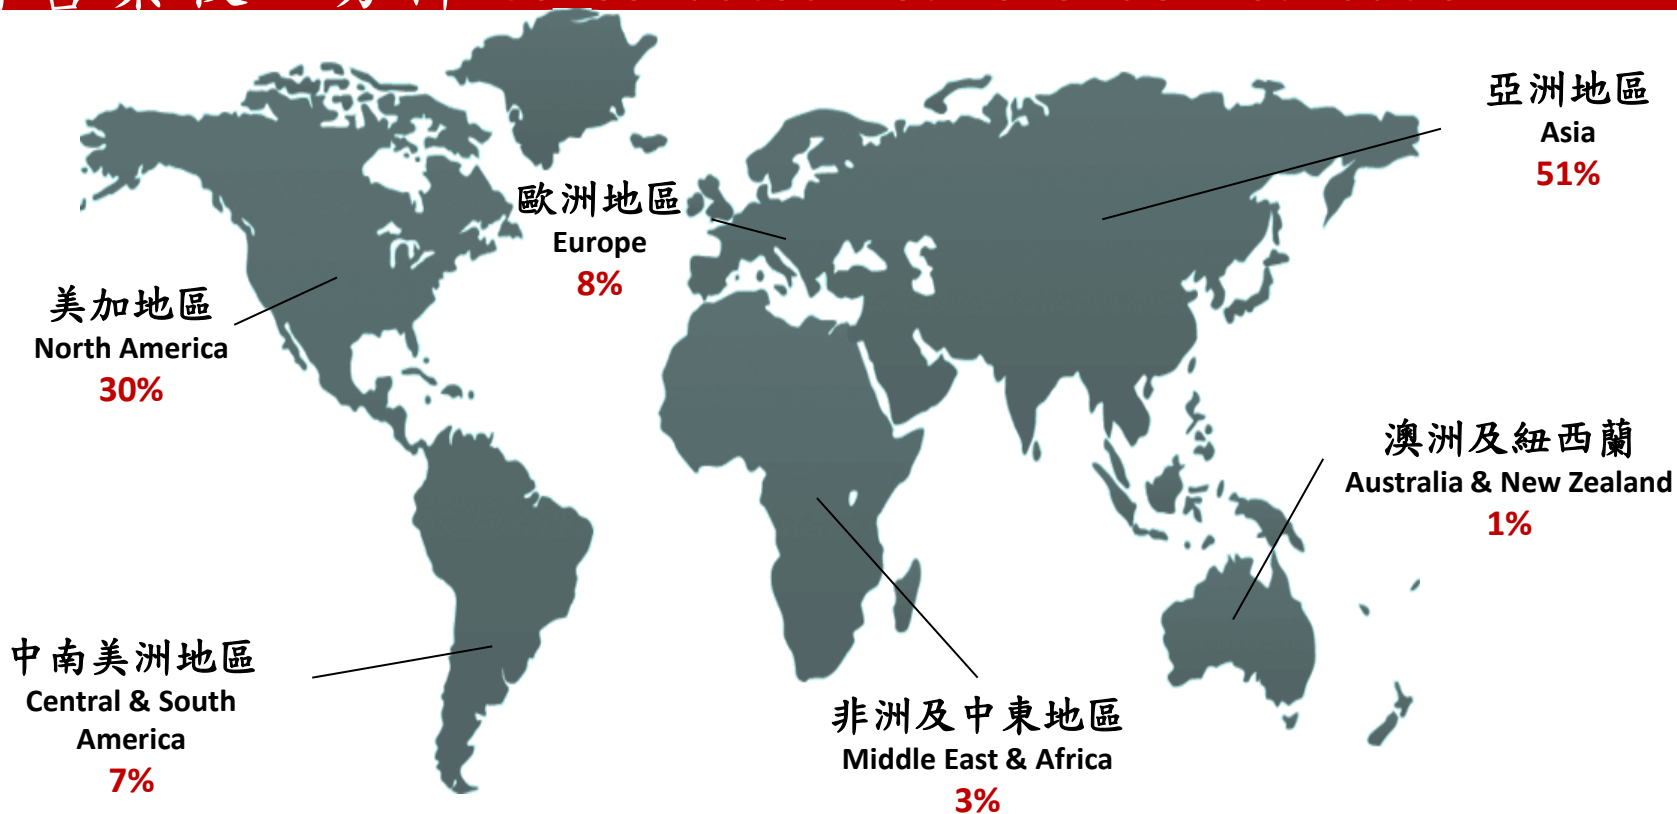 亞洲地區
Asia
51%
歐洲地區
Europe
8%
美加地區
North America
30%
澳洲及紐西蘭
Australia & New Zealand
1%
中南美洲地區
Central & South
America
7%
非洲及中東地區
Middle East & Africa
3%